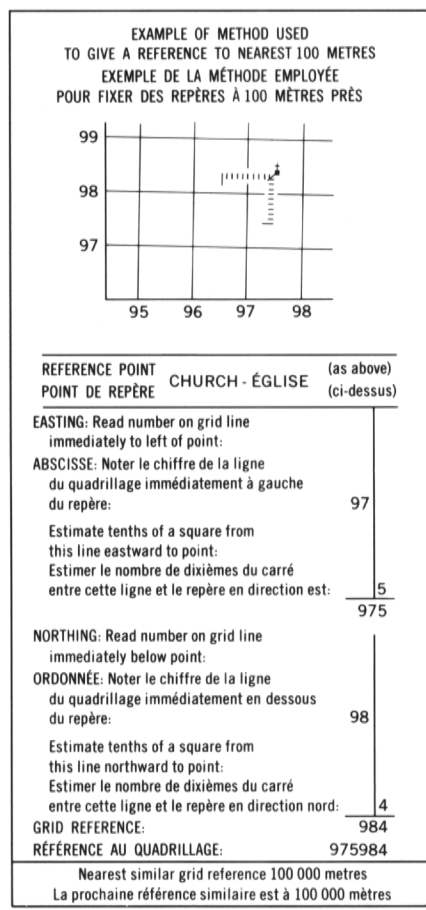 EXAMPLE OF METHOD USED
TO GIVE A REFERENCE TO NEAREST 100 METRES
EXEMPLE DE LA MÉTHODE EMPLOYÉE
POUR FIXER DES REPÈRES À 100 MÈTRES PRÈS
99
98
97
95 96 97 98
REFERENCE POINT
POINT DE REPÈRE
CHURCH - ÉGLISE
(as above)
(ci-dessus)
EASTING: Read number on grid line
immediately to left of point:
ABSCISSE: Noter le chiffre de la ligne
du quadrillage immédiatement à gauche
du repère: 97
Estimate tenths of a square from
this line eastward to point:
Estimer le nombre de dixièmes du carré
entre cette ligne et le repère en direction est: 5
975
NORTHING: Read number on grid line
immediately below point:
ORDONNÉE: Noter le chiffre de la ligne
du quadrillage immédiatement en dessous
du repère: 98
Estimate tenths of a square from
this line northward to point:
Estimer le nombre de dixièmes du carré
entre cette ligne et le repère en direction nord: 4
GRID REFERENCE: 984
RÉFÉRENCE AU QUADRILLAGE: 975984
Nearest similar grid reference 100 000 metres
La prochaine référence similaire est à 100 000 mètres